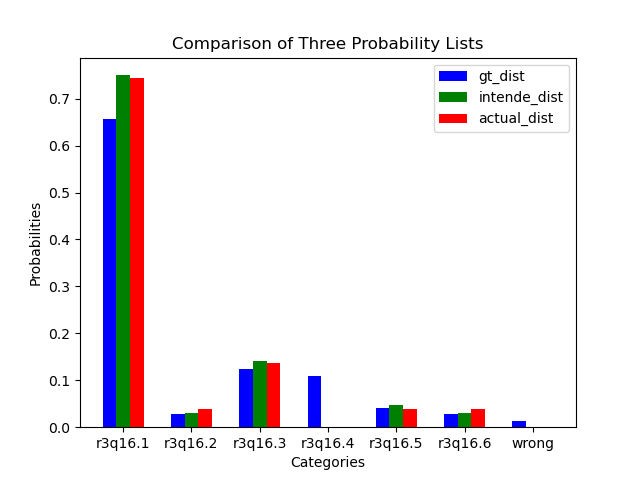 Comparison of Three Probability Lists
gt_dist
intende_dist
actual_dist
0.7
0.6
0.5
0.4
0.3
0.2
0.1
0.0
Probabilities
r3q16.1 r3q16.2 r3q16.3 r3q16.4 r3q16.5 r3q16.6 wrong
Categories